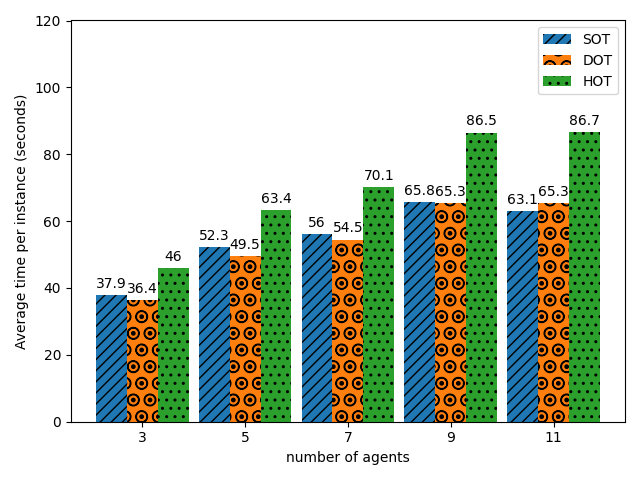 120
100
80
60
40
20
0
Average time per instance (seconds)
SOT
DOT
HOT
37.9 36.4 46
52.3 49.5 63.4
56 54.5 70.1
65.8 65.3 86.5
63.1 65.3 86.7
3 5 7 9 11
number of agents